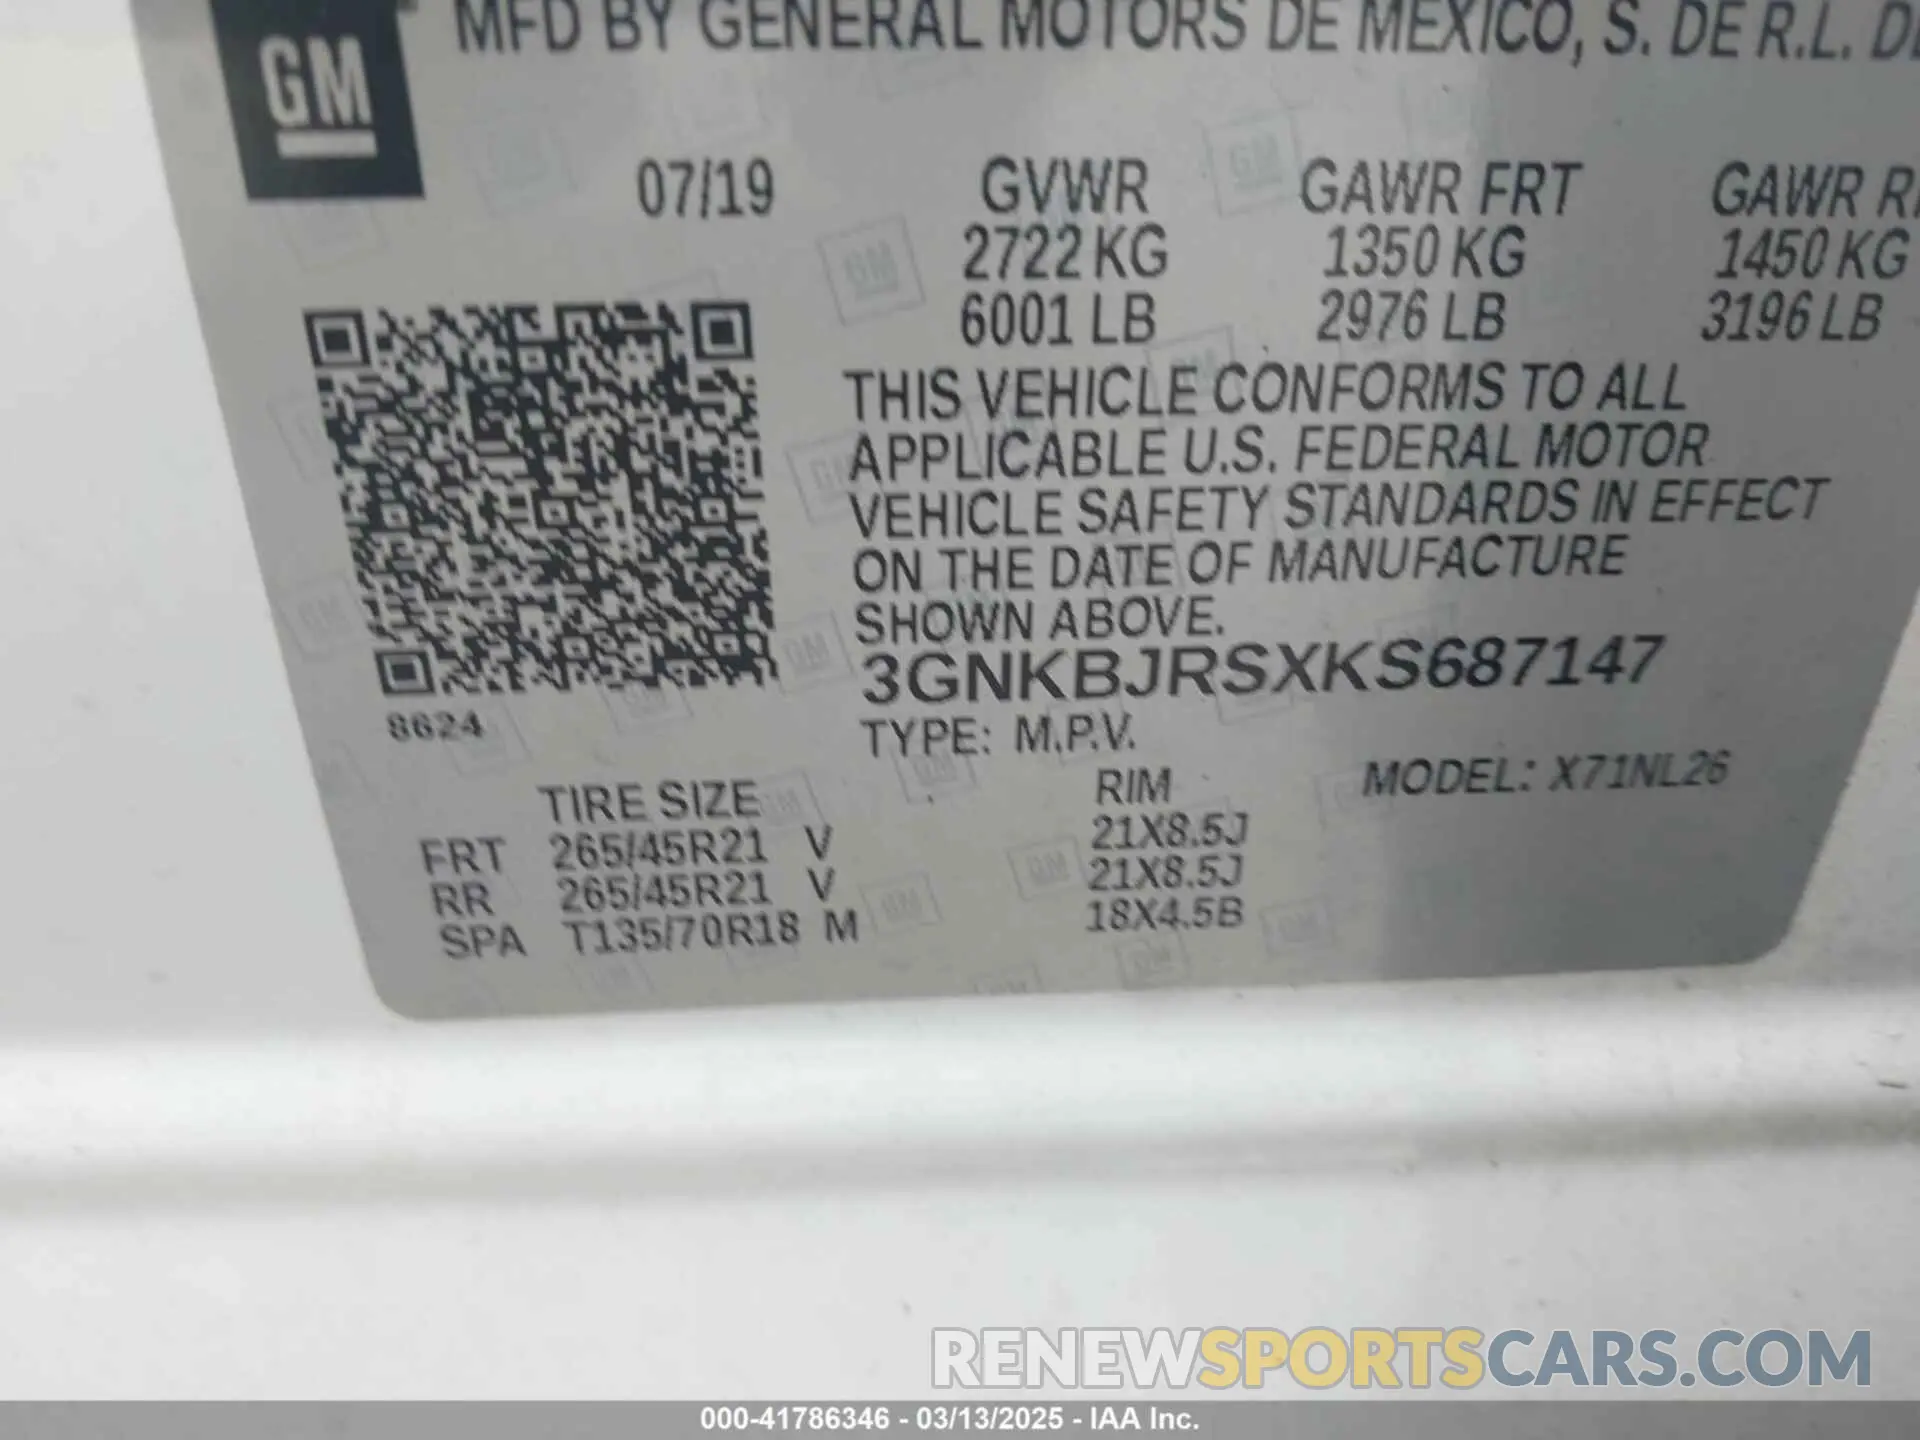 GM
MFD BY GENERAL MOTORS DE MEXICO, S. DE R.L. DE
07/19 GVWR GAWR FRT GAWR
2722 KG 1350 KG 1450 KG
6001 LB 2976 LB 3196 LB
THIS VEHICLE CONFORMS TO ALL
APPLICABLE U.S. FEDERAL MOTOR
VEHICLE SAFETY STANDARDS IN EFFECT
ON THE DATE OF MANUFACTURE
SHOWN ABOVE.
3GNKBJRSXKS687147
8624
TYPE: M.P.V.
MODEL: X71NL26
TIRE SIZE RIM
FRT 265/45R21 V 21X8.5J
RR 265/45R21 V 21X8.5J
SPA T135/70R18 M 18X4.5B
RENEWSPORTSCARS.COM
000-41786346 - 03/13/2025 - IAA Inc.